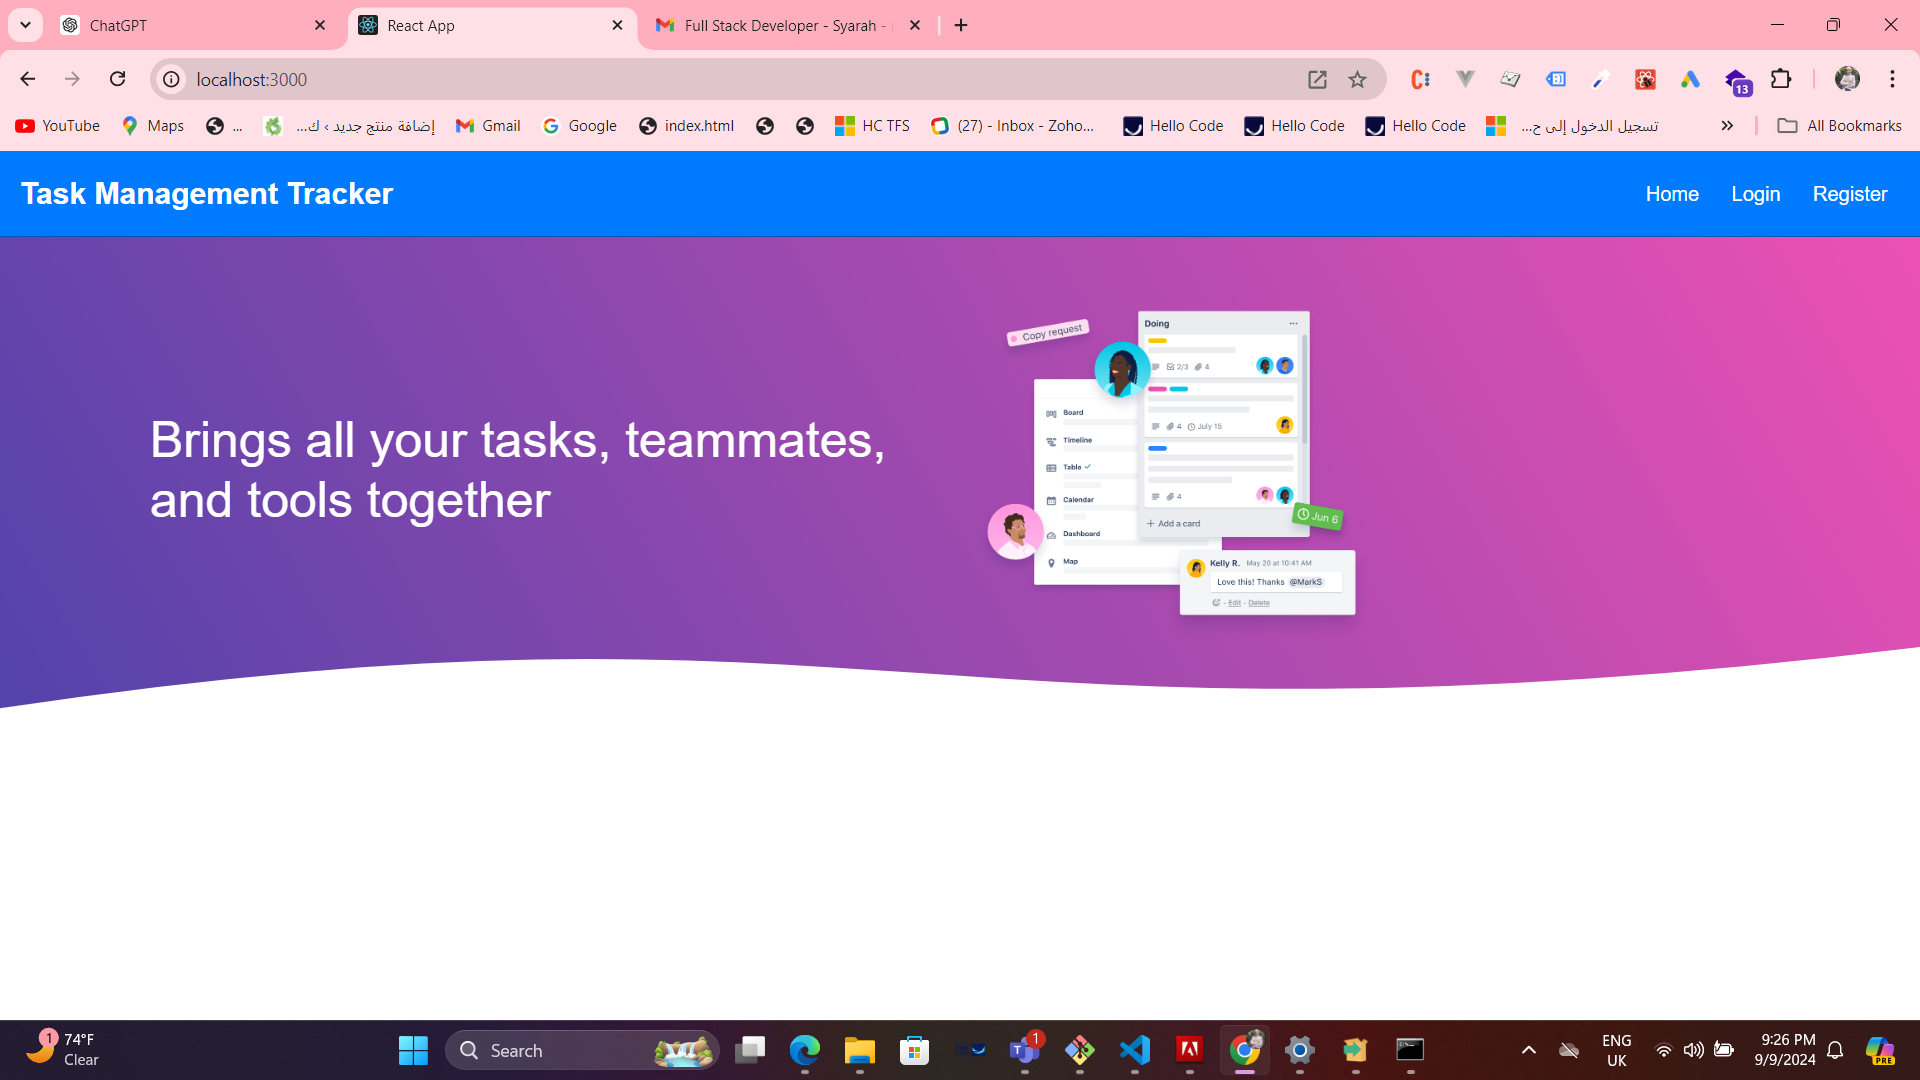 ChatGPT
React App
Full Stack Developer - Syarah -
localhost:3000
13
YouTube
Maps
...
إضافة منتج جديد › ك...
Gmail
Google
index.html
HC TFS
(27) - Inbox - Zoho...
Hello Code
Hello Code
Hello Code
تسجيل الدخول إلى ح...
All Bookmarks
Task Management Tracker
Home
Login
Register
Brings all your tasks, teammates,
and tools together
Copy request
Doing
2/3 4
4 July 15
4
Add a card
Jun 6
Board
Timeline
Table
Calendar
Dashboard
Map
Kelly R. May 20 at 10:41 AM
Love this! Thanks @MarkS
- Edit - Delete
1
74°F
Clear
Search
1
PRE
ENG
UK
9:26 PM
9/9/2024